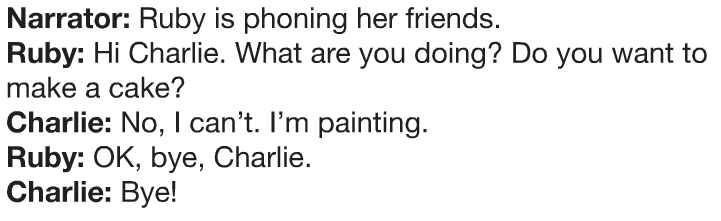 Narrator: Ruby is phoning her friends.
Ruby: Hi Charlie. What are you doing? Do you want to
make a cake?
Charlie: No, I can’t. I’m painting.
Ruby: OK, bye, Charlie.
Charlie: Bye!